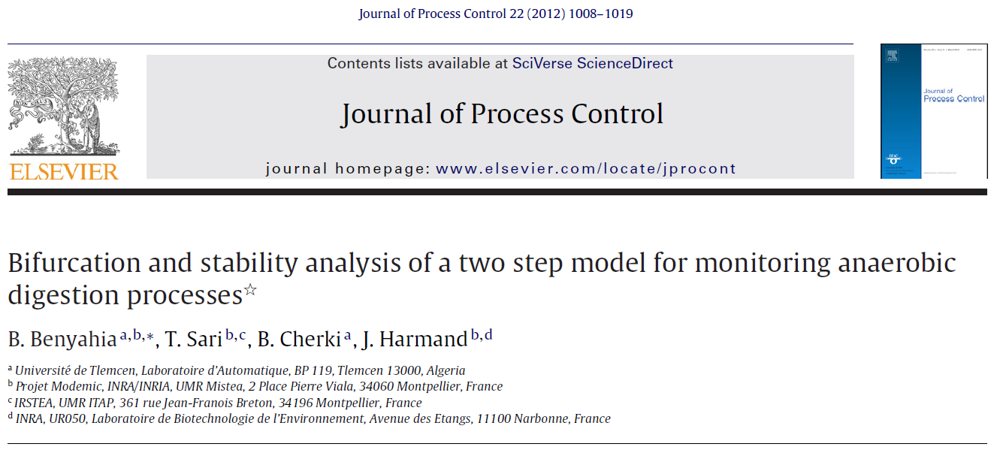 Journal of Process Control 22 (2012) 1008–1019
Contents lists available at SciVerse ScienceDirect
Journal of Process Control
journal homepage: www.elsevier.com/locate/jprocont
NON SOLUS
ELSEVIER
Journal of
Process Control
IFAC
Bifurcation and stability analysis of a two step model for monitoring anaerobic
digestion processes☆
B. Benyahia a,b,*, T. Sari b,c, B. Cherki a, J. Harmand b,d
a Université de Tlemcen, Laboratoire d'Automatique, BP 119, Tlemcen 13000, Algeria
b Projet Modemic, INRA/INRIA, UMR Mistea, 2 Place Pierre Viala, 34060 Montpellier, France
c IRSTEA, UMR ITAP, 361 rue Jean-Franois Breton, 34196 Montpellier, France
d INRA, UR050, Laboratoire de Biotechnologie de l'Environnement, Avenue des Etangs, 11100 Narbonne, France